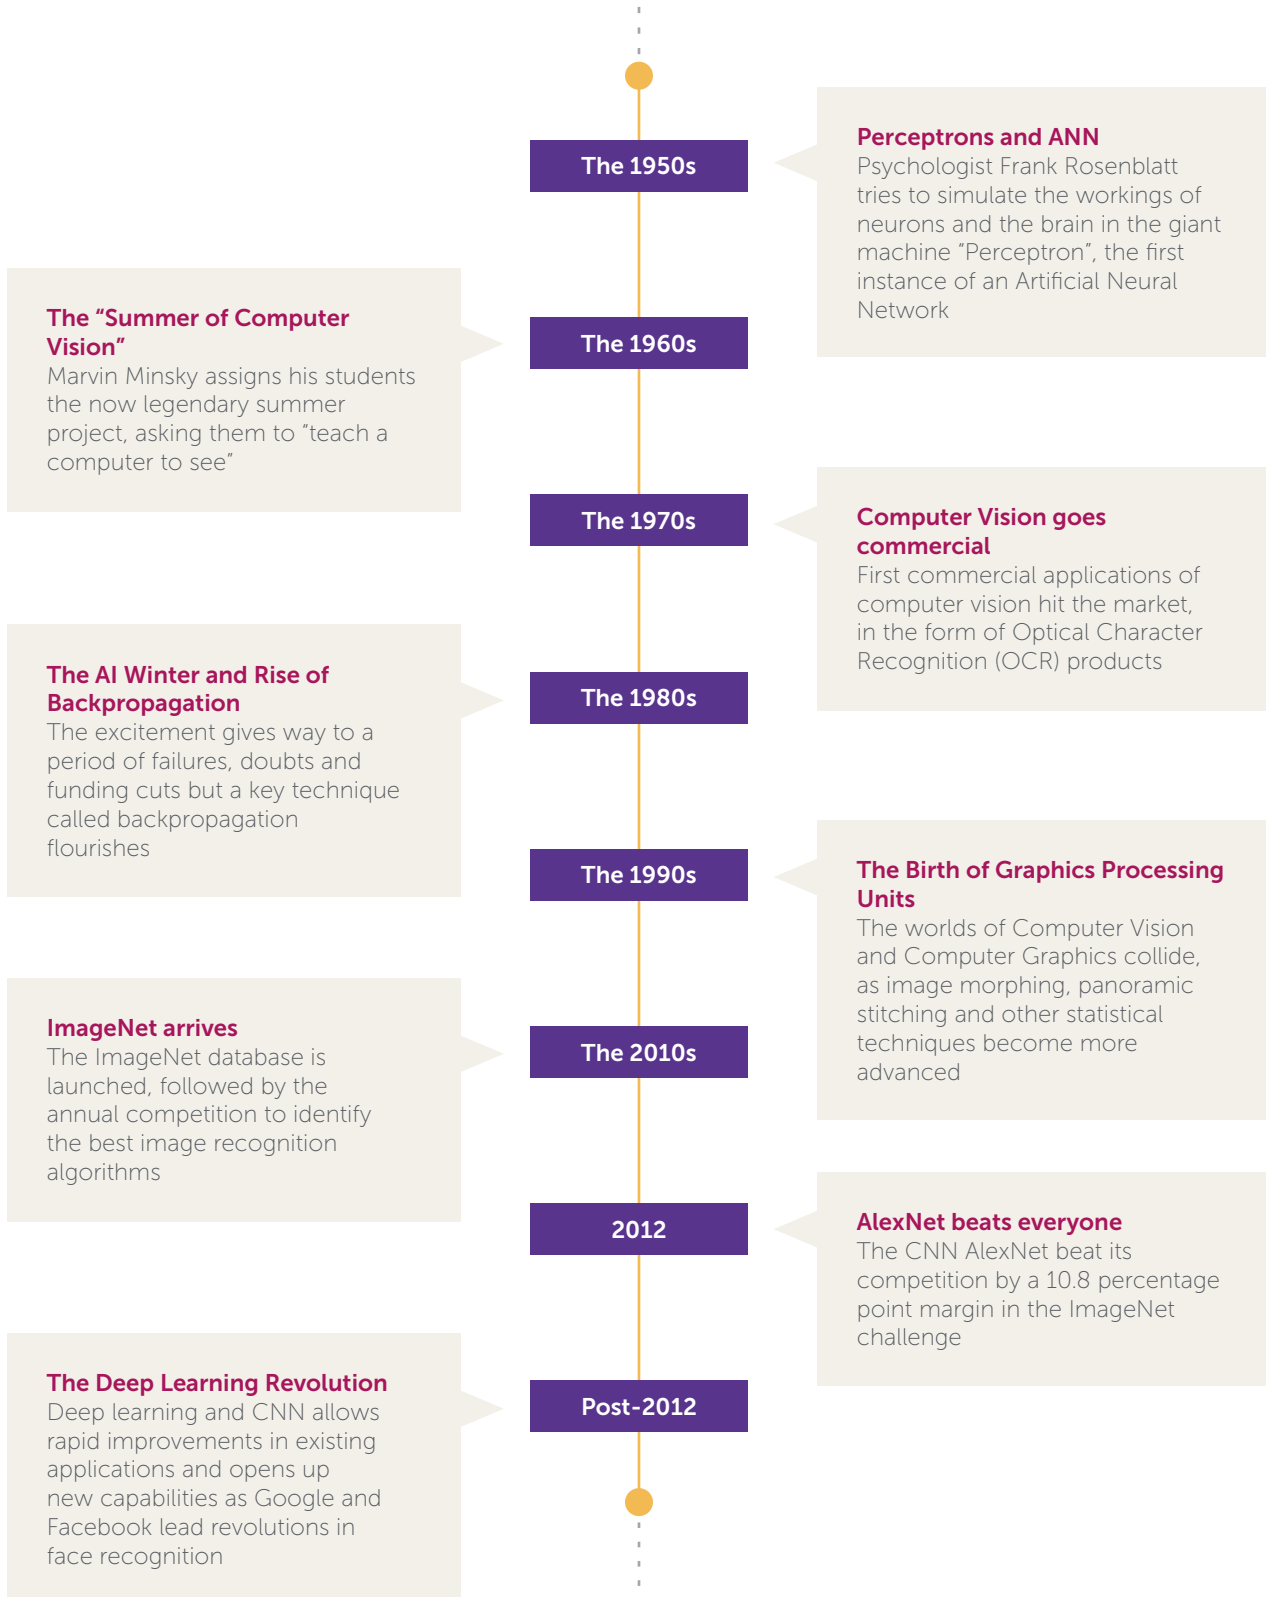 The 1950s
Perceptrons and ANN
Psychologist Frank Rosenblatt
tries to simulate the workings of
neurons and the brain in the giant
machine “Perceptron”, the first
instance of an Artificial Neural
Network
The 1960s
The “Summer of Computer
Vision”
Marvin Minsky assigns his students
the now legendary summer
project, asking them to “teach a
computer to see”
The 1970s
Computer Vision goes
commercial
First commercial applications of
computer vision hit the market,
in the form of Optical Character
Recognition (OCR) products
The 1980s
The AI Winter and Rise of
Backpropagation
The excitement gives way to a
period of failures, doubts and
funding cuts but a key technique
called backpropagation
flourishes
The 1990s
The Birth of Graphics Processing
Units
The worlds of Computer Vision
and Computer Graphics collide,
as image morphing, panoramic
stitching and other statistical
techniques become more
advanced
The 2010s
ImageNet arrives
The ImageNet database is
launched, followed by the
annual competition to identify
the best image recognition
algorithms
2012
AlexNet beats everyone
The CNN AlexNet beat its
competition by a 10.8 percentage
point margin in the ImageNet
challenge
Post-2012
The Deep Learning Revolution
Deep learning and CNN allows
rapid improvements in existing
applications and opens up
new capabilities as Google and
Facebook lead revolutions in
face recognition